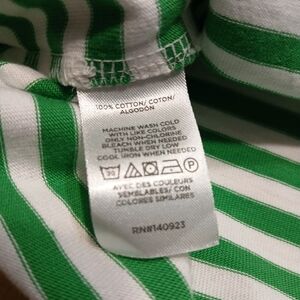 100% COTTON/ COTON/
ALGODÓN
MACHINE WASH COLD
WITH LIKE COLORS
ONLY NON-CHLORINE
BLEACH WHEN NEEDED
TUMBLE DRY LOW
COOL IRON WHEN NEEDED
30
AVEC DES COULEURS
SEMBLABLES/ CON
COLORES SIMILARES
RN#140923